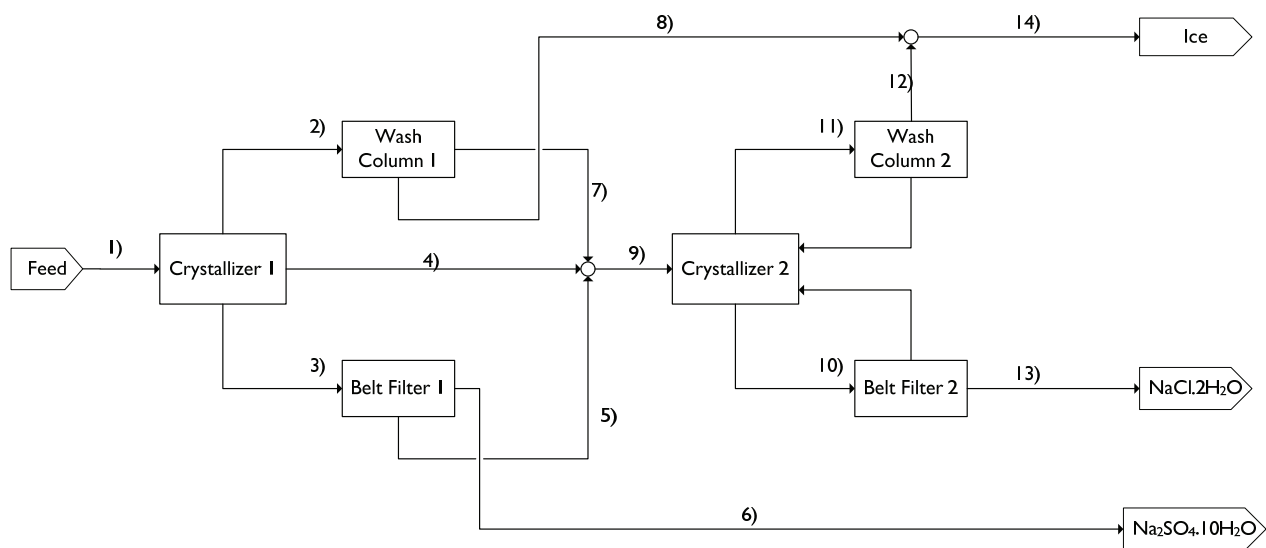 8)
14)
Ice
12)
2)
Wash
Column 1
11)
Wash
Column 2
7)
1)
Feed
Crystallizer 1
4)
9)
Crystallizer 2
3)
Belt Filter 1
5)
10)
Belt Filter 2
13)
NaCl.2H₂O
6)
Na₂SO₄.10H₂O